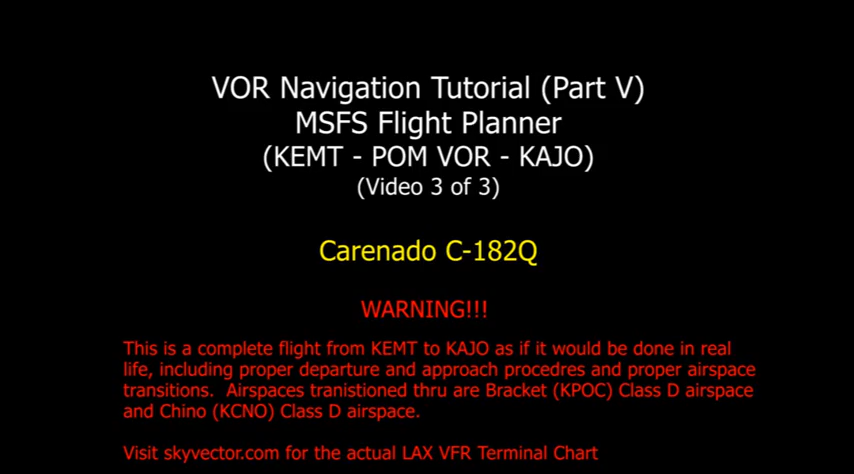 VOR Navigation Tutorial (Part V)
MSFS Flight Planner
(KEMT - POM VOR - KAJO)
(Video 3 of 3)
Carenado C-182Q
WARNING!!!
This is a complete flight from KEMT to KAJO as if it would be done in real
life, including proper departure and approach procedres and proper airspace
transitions.  Airspaces tranistioned thru are Bracket (KPOC) Class D airspace
and Chino (KCNO) Class D airspace.
Visit skyvector.com for the actual LAX VFR Terminal Chart